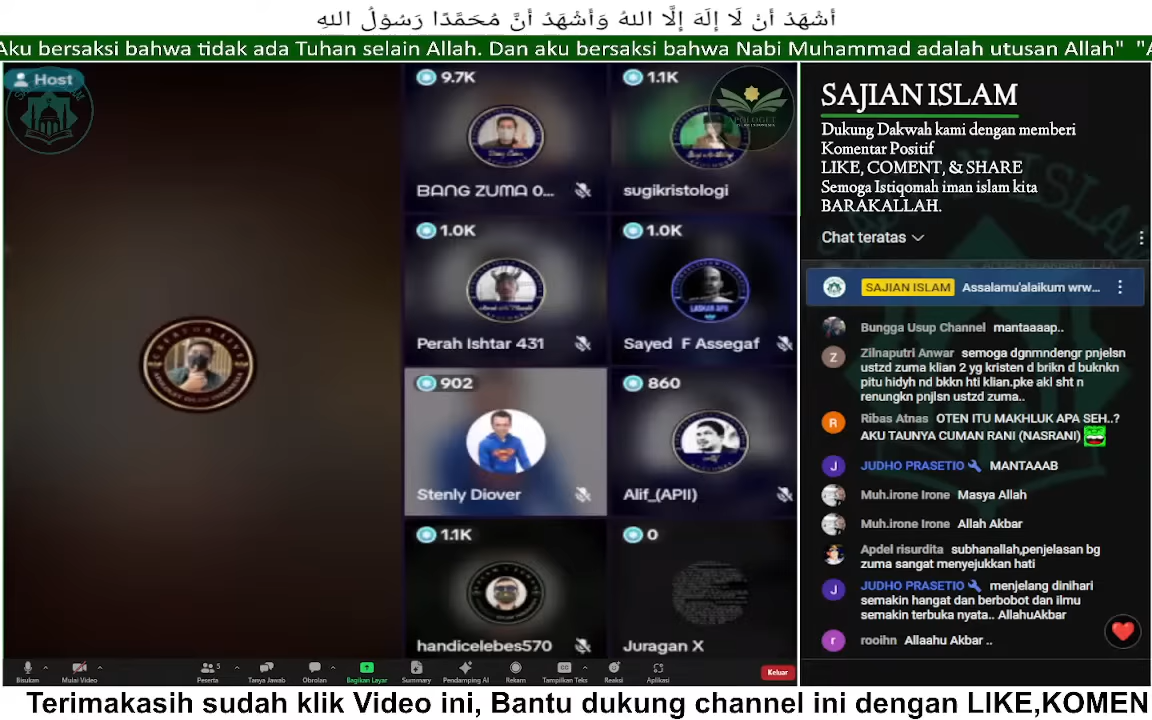 أَشْهَدُ أَنْ لَا إِلَهَ إِلَّا اللهُ وَأَشْهَدُ أَنَّ مُحَمَّدًا رَسُوْلُ اللهِ
Aku bersaksi bahwa tidak ada Tuhan selain Allah. Dan aku bersaksi bahwa Nabi Muhammad adalah utusan Allah" "A
Host
9.7K
BANG ZUMA 0...
1.1K
sugikristologi
1.0K
Perah Ishtar 431
1.0K
Sayed F Assegaf
902
Stenly Diover
860
Alif_(APII)
1.1K
handicelebes570
0
Juragan X
SAJIAN ISLAM
Dukung Dakwah kami dengan memberi
Komentar Positif
LIKE, COMENT, & SHARE
Semoga Istiqomah iman islam kita
BARAKALLAH.
Chat teratas
SAJIAN ISLAM Assalamu'alaikum wrw...
Bungga Usup Channel mantaaaap..
Zilnaputri Anwar semoga dgnmndengr pnjelsn
ustzd zuma klian 2 yg kristen d brikn d buknkn
pitu hidyh nd bkkn hti klian.pke akl sht n
renungkn pnjlsn ustzd zuma..
Ribas Atnas OTEN ITU MAKHLUK APA SEH..?
AKU TAUNYA CUMAN RANI (NASRANI)
JUDHO PRASETIO MANTAAAB
Muh.irone Irone Masya Allah
Muh.irone Irone Allah Akbar
Apdel risurdita subhanallah,penjelasan bg
zuma sangat menyejukkan hati
JUDHO PRASETIO menjelang dinihari
semakin hangat dan berbobot dan ilmu
semakin terbuka nyata.. AllahuAkbar
rooihn Allaahu Akbar ..
Bisukan
Mulai Video
5
Peserta
Tanya Jawab
Obrolan
Bagikan Layar
Summary
Pendamping AI
Rekam
Tampilkan Teks
Reaksi
Aplikasi
Keluar
Terimakasih sudah klik Video ini, Bantu dukung channel ini dengan LIKE,KOMEN